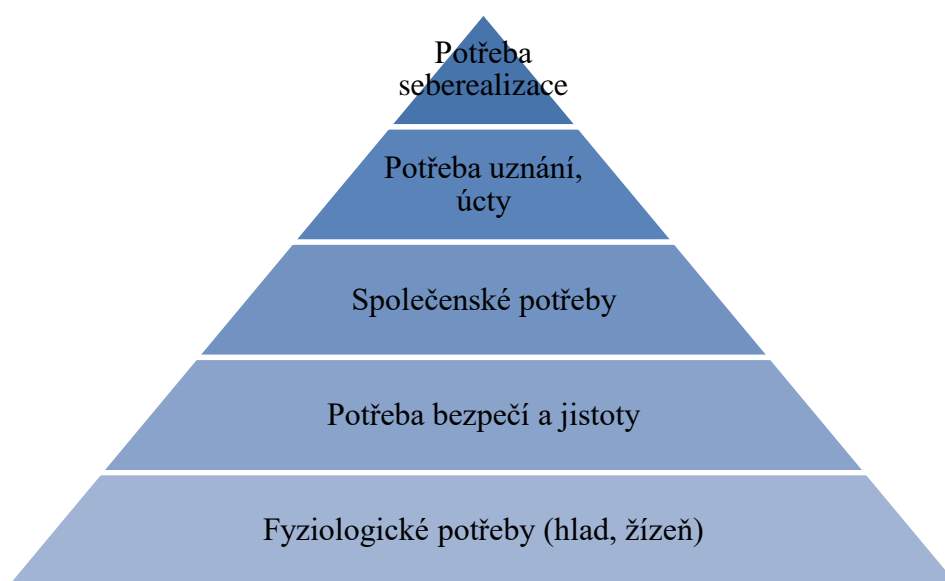 Potřeba
seberealizace
Potřeba uznání,
úcty
Společenské potřeby
Potřeba bezpečí a jistoty
Fyziologické potřeby (hlad, žízeň)